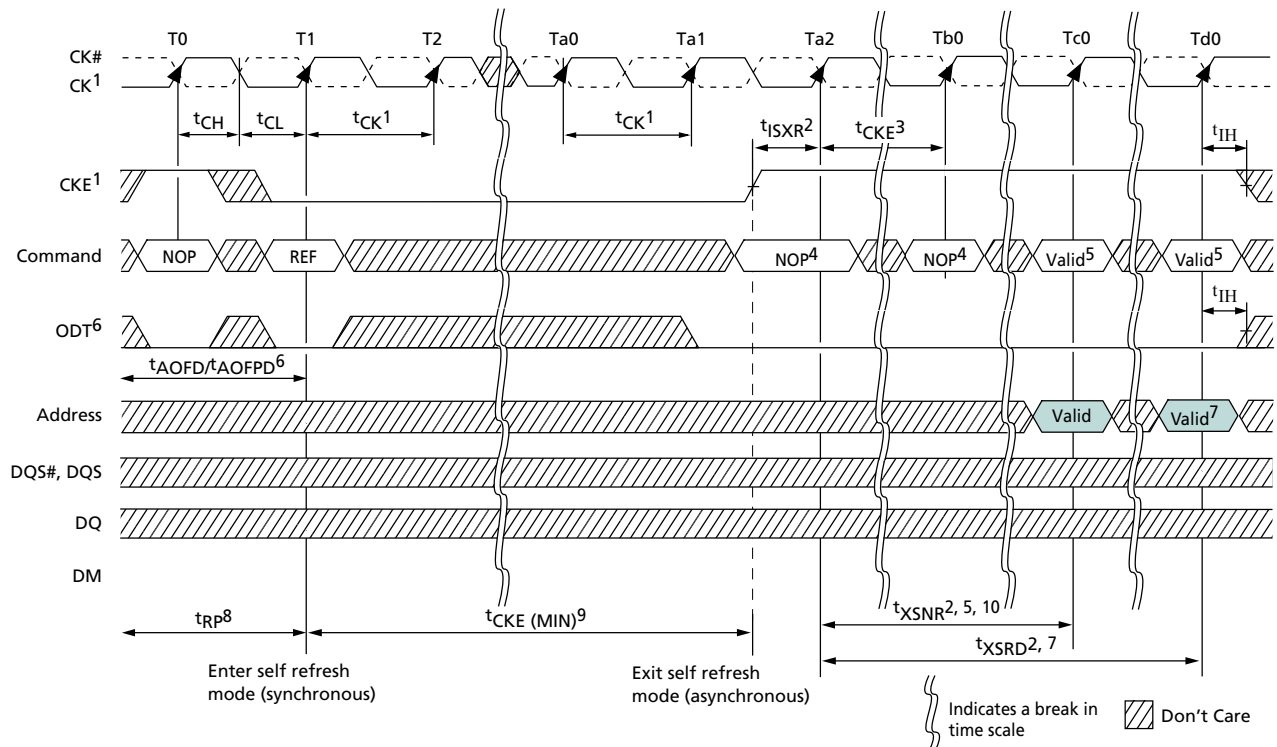 T0 T1 T2 Ta0 Ta1 Ta2 Tb0 Tc0 Td0
CK#
CK1
tCH tCL tCK1 tCK1 tISXR2 tCKE3 tIH
CKE1
Command NOP REF NOP4 NOP4 Valid5 Valid5
tIH
ODT6
tAOFD/tAOFPD6
Address Valid Valid7
DQS#, DQS
DQ
DM
tRP8 tCKE (MIN)9 tXSNR2, 5, 10
tXSRD2, 7
Enter self refresh
mode (synchronous)
Exit self refresh
mode (asynchronous)
Indicates a break in
time scale
Don't Care